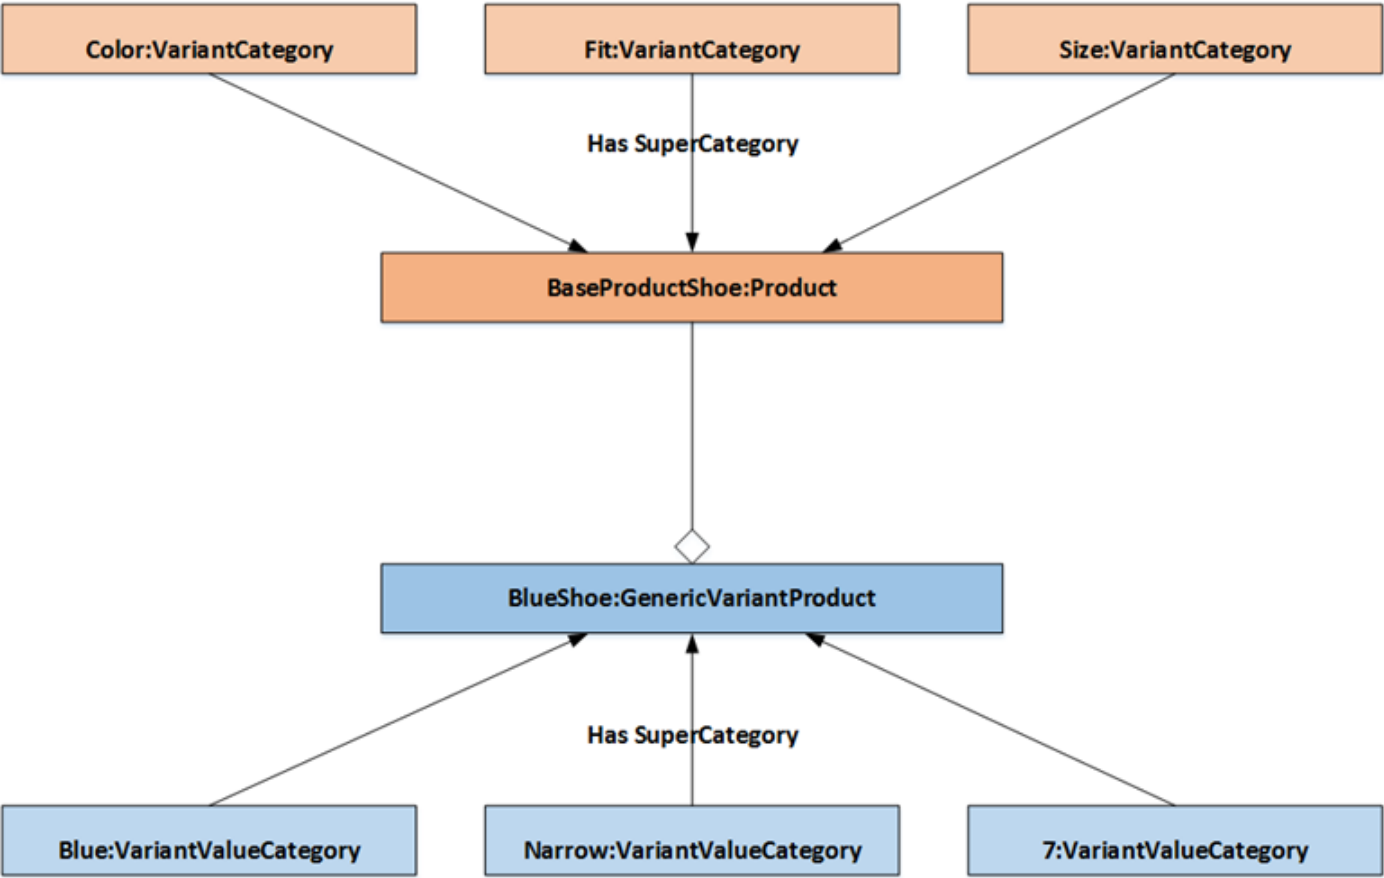 Color:VariantCategory
Fit:VariantCategory
Size:VariantCategory
Has SuperCategory
BaseProductShoe:Product
BlueShoe:GenericVariantProduct
Has SuperCategory
Blue:VariantValueCategory
Narrow:VariantValueCategory
7:VariantValueCategory